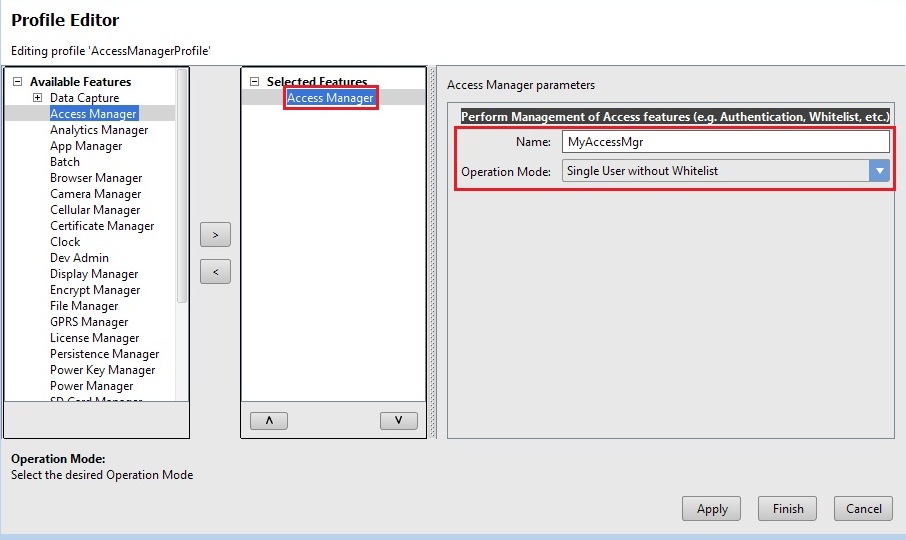 Profile Editor
Editing profile 'AccessManagerProfile'
Available Features
Data Capture
Access Manager
Analytics Manager
App Manager
Batch
Browser Manager
Camera Manager
Cellular Manager
Certificate Manager
Clock
Dev Admin
Display Manager
Encrypt Manager
File Manager
GPRS Manager
License Manager
Persistence Manager
Power Key Manager
Power Manager
SD Card Manager
>
<
Selected Features
Access Manager
Access Manager parameters
Perform Management of Access features (e.g. Authentication, Whitelist, etc.)
Name: MyAccessMgr
Operation Mode: Single User without Whitelist
Operation Mode:
Select the desired Operation Mode
Apply Finish Cancel